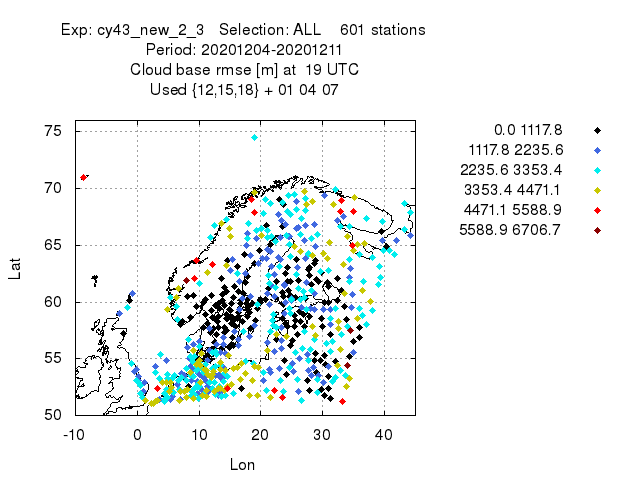 Exp: cy43_new_2_3   Selection: ALL    601 stations
Period: 20201204-20201211
Cloud base rmse [m] at  19 UTC
Used {12,15,18} + 01 04 07
0.0 1117.8
1117.8 2235.6
2235.6 3353.4
3353.4 4471.1
4471.1 5588.9
5588.9 6706.7
Lat
75
70
65
60
55
50
-10 0 10 20 30 40
Lon